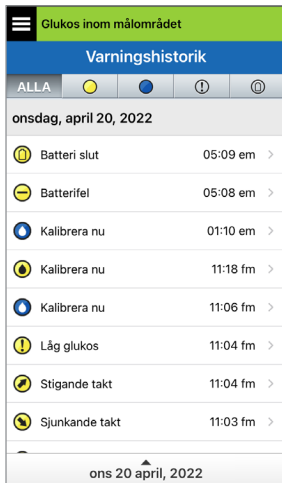 Glukos inom målområdet
Varningshistorik
ALLA
onsdag, april 20, 2022
Batteri slut 05:09 em
Batterifel 05:08 em
Kalibrera nu 01:10 em
Kalibrera nu 11:18 fm
Kalibrera nu 11:06 fm
Låg glukos 11:04 fm
Stigande takt 11:04 fm
Sjunkande takt 11:03 fm
ons 20 april, 2022